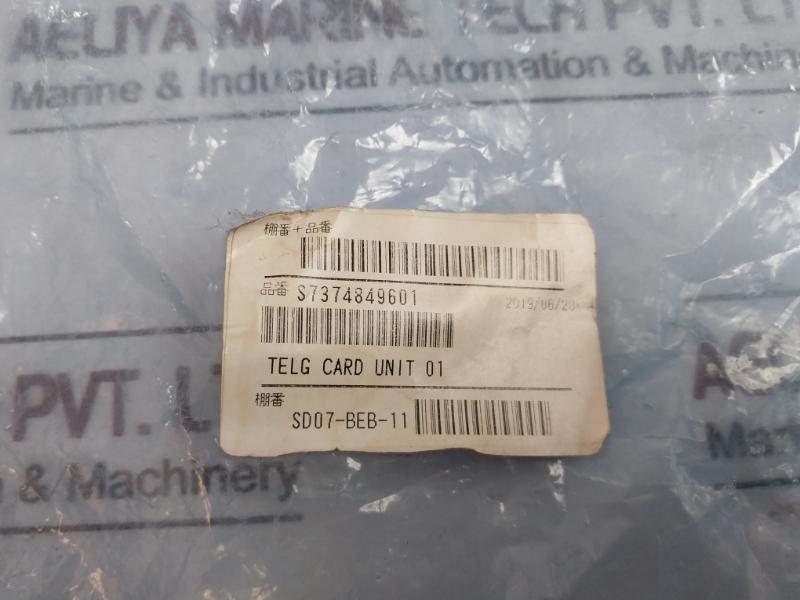 AELIYA MARINE TECH PVT. LT
Marine & Industrial Automation & Machin
棚番+品番
品番 S7374849601
2019/06/28
TELG CARD UNIT 01
棚番
SD07-BEB-11
PVT. LT
& Machinery